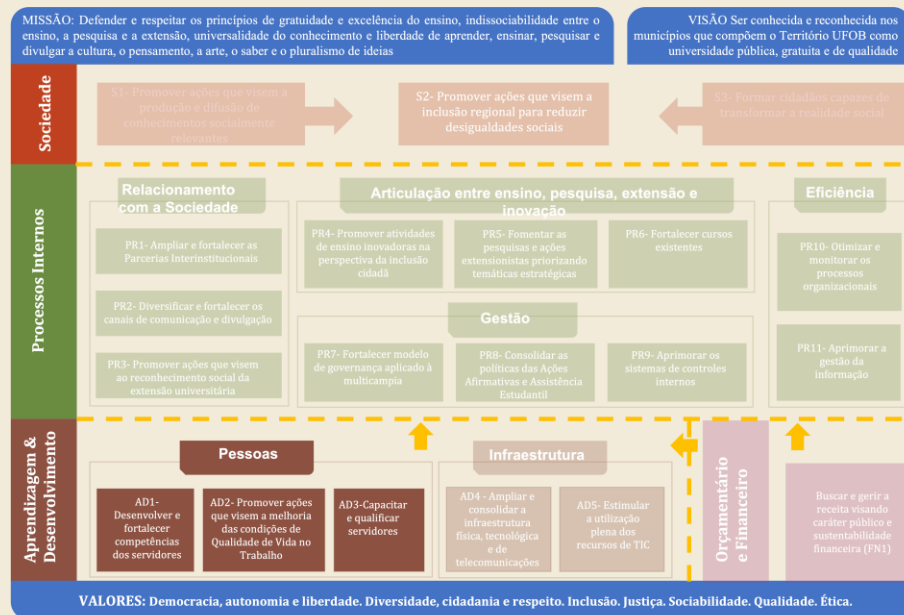 MISSÃO: Defender e respeitar os princípios de gratuidade e excelência do ensino, indissociabilidade entre o
ensino, a pesquisa e a extensão, universalidade do conhecimento e liberdade de aprender, ensinar, pesquisar e
divulgar a cultura, o pensamento, a arte, o saber e o pluralismo de ideias
VISÃO Ser conhecida e reconhecida nos
municípios que compõem o Território UFOB como
universidade pública, gratuita e de qualidade
Sociedade
S1- Promover ações que visem a
produção e difusão de
conhecimentos socialmente
relevantes
S2- Promover ações que visem a
inclusão regional para reduzir
desigualdades sociais
S3- Formar cidadãos capazes de
transformar a realidade social
Processos Internos
Relacionamento
com a Sociedade
PR1- Ampliar e fortalecer as
Parcerias Interinstitucionais
PR2- Diversificar e fortalecer os
canais de comunicação e divulgação
PR3- Promover ações que visem
ao reconhecimento social da
extensão universitária
Articulação entre ensino, pesquisa, extensão e
inovação
PR4- Promover atividades
de ensino inovadoras na
perspectiva da inclusão
cidadã
PR5- Fomentar as
pesquisas e ações
extensionistas priorizando
temáticas estratégicas
PR6- Fortalecer cursos
existentes
Gestão
PR7- Fortalecer modelo
de governança aplicado à
multicampia
PR8- Consolidar as
políticas das Ações
Afirmativas e Assistência
Estudantil
PR9- Aprimorar os
sistemas de controles
internos
Eficiência
PR10- Otimizar e
monitorar os
processos
organizacionais
PR11- Aprimorar a
gestão da
informação
Aprendizagem &
Desenvolvimento
Pessoas
AD1-
Desenvolver e
fortalecer
competências
dos servidores
AD2- Promover ações
que visem a melhoria
das condições de
Qualidade de Vida no
Trabalho
AD3-Capacitar
e qualificar
servidores
Infraestrutura
AD4 - Ampliar e
consolidar a
infraestrutura
física, tecnológica
e de
telecomunicações
AD5- Estimular
a utilização
plena dos
recursos de TIC
Orçamentário
e Financeiro
Buscar e gerir a
receita visando
caráter público e
sustentabilidade
financeira (FN1)
VALORES: Democracia, autonomia e liberdade. Diversidade, cidadania e respeito. Inclusão. Justiça. Sociabilidade. Qualidade. Ética.